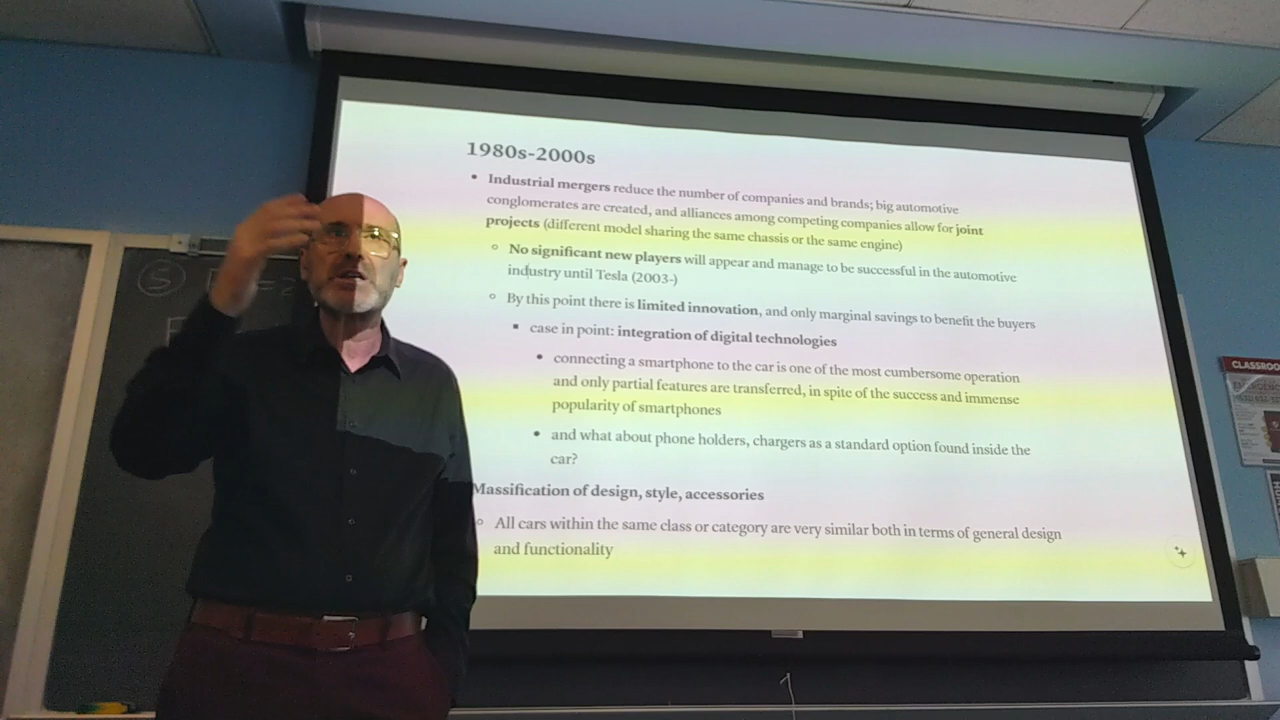 1980s-2000s
• Industrial mergers reduce the number of companies and brands; big automotive
conglomerates are created, and alliances among competing companies allow for joint
projects (different model sharing the same chassis or the same engine)
○ No significant new players will appear and manage to be successful in the automotive
industry until Tesla (2003-)
○ By this point there is limited innovation, and only marginal savings to benefit the buyers
▪ case in point: integration of digital technologies
• connecting a smartphone to the car is one of the most cumbersome operation
and only partial features are transferred, in spite of the success and immense
popularity of smartphones
• and what about phone holders, chargers as a standard option found inside the
car?
Massification of design, style, accessories
○ All cars within the same class or category are very similar both in terms of general design
and functionality
S
CLASSROO